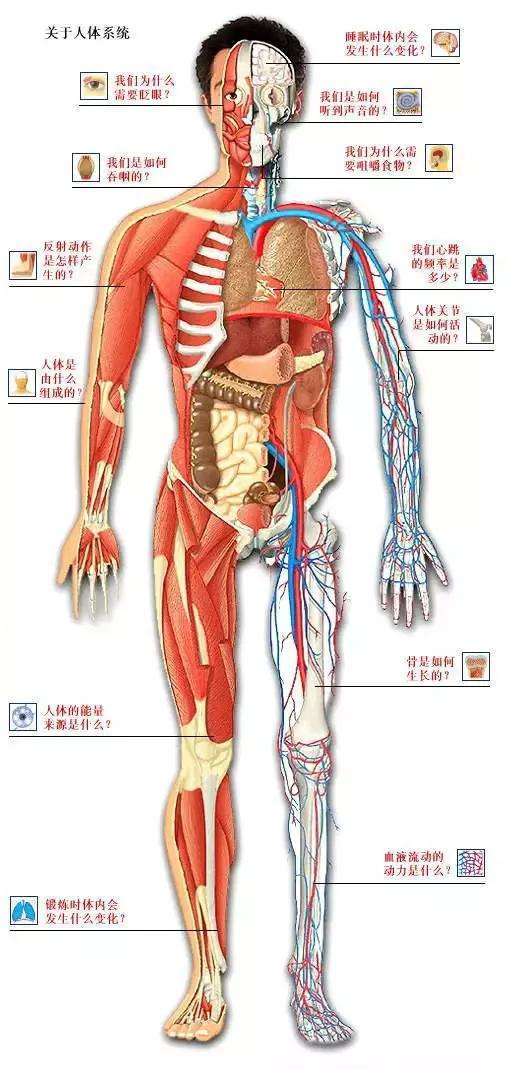 关于人体系统
睡眠时体内会
发生什么变化?
我们为什么
需要眨眼?
我们是如何
听到声音的?
我们是如何
吞咽的?
我们为什么需
要咀嚼食物?
反射动作
是怎样产
生的?
我们心跳
的频率是
多少?
人体关节
是如何活
动的?
人体是
由什么
组成的?
骨是如何
生长的?
人体的能量
来源是什么?
血液流动的
动力是什么?
锻炼时体内会
发生什么变化?